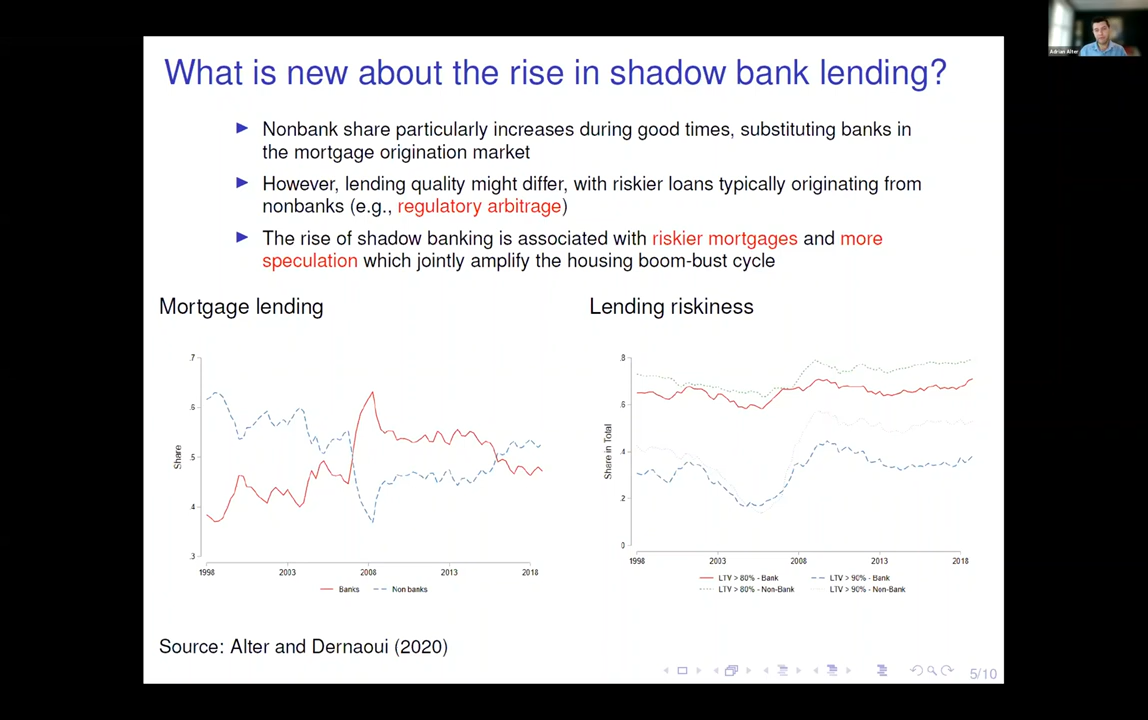 What is new about the rise in shadow bank lending?
Adrian Alter
Nonbank share particularly increases during good times, substituting banks in
the mortgage origination market
However, lending quality might differ, with riskier loans typically originating from
nonbanks (e.g., regulatory arbitrage)
The rise of shadow banking is associated with riskier mortgages and more
speculation which jointly amplify the housing boom-bust cycle
Mortgage lending
.7
.6
.5
.4
.3
Share
1998
2003
2008
2013
2018
Banks
Non banks
Lending riskiness
.8
.6
.4
.2
0
Share in Total
1998
2003
2008
2013
2018
LTV > 80% - Bank
LTV > 90% - Bank
LTV > 80% - Non-Bank
LTV > 90% - Non-Bank
Source: Alter and Dernaoui (2020)
5/10